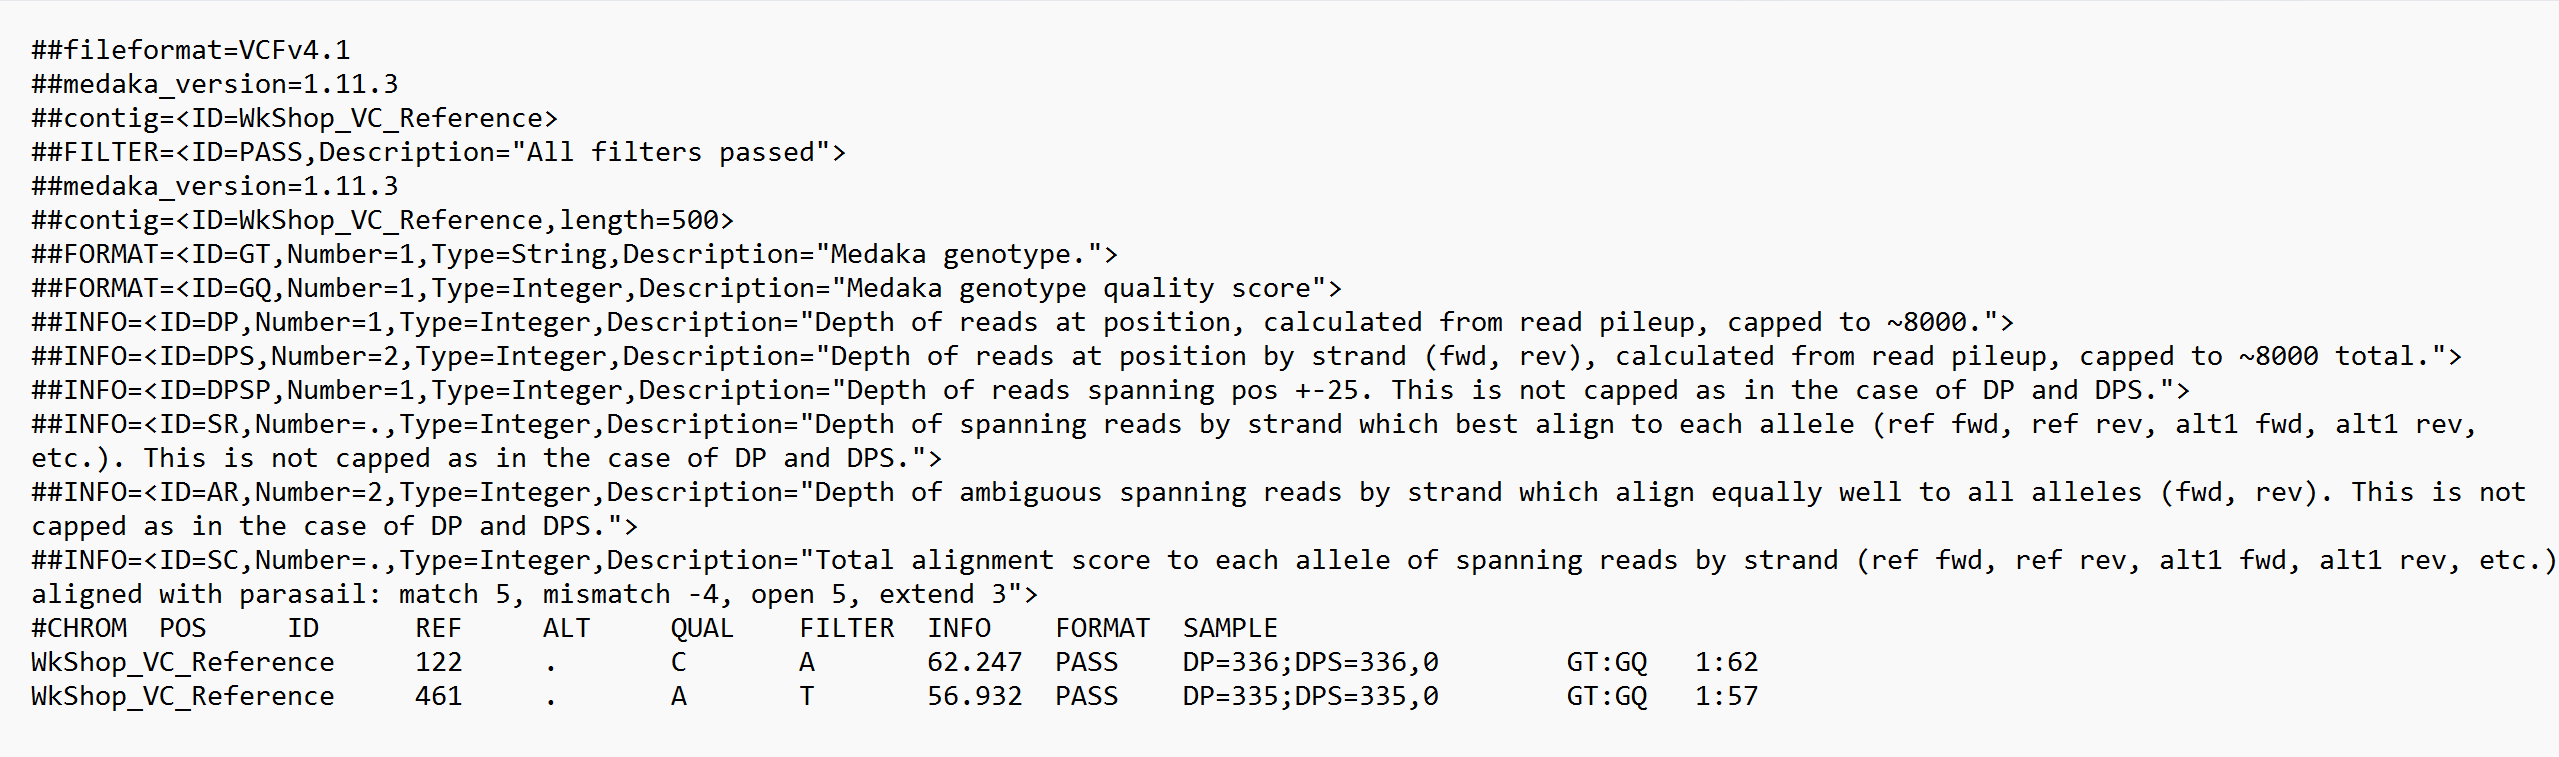 ##fileformat=VCFv4.1
##medaka_version=1.11.3
##contig=<ID=WkShop_VC_Reference>
##FILTER=<ID=PASS,Description="All filters passed">
##medaka_version=1.11.3
##contig=<ID=WkShop_VC_Reference,length=500>
##FORMAT=<ID=GT,Number=1,Type=String,Description="Medaka genotype.">
##FORMAT=<ID=GQ,Number=1,Type=Integer,Description="Medaka genotype quality score">
##INFO=<ID=DP,Number=1,Type=Integer,Description="Depth of reads at position, calculated from read pileup, capped to ~8000.">
##INFO=<ID=DPS,Number=2,Type=Integer,Description="Depth of reads at position by strand (fwd, rev), calculated from read pileup, capped to ~8000 total.">
##INFO=<ID=DPSP,Number=1,Type=Integer,Description="Depth of reads spanning pos +-25. This is not capped as in the case of DP and DPS.">
##INFO=<ID=SR,Number=.,Type=Integer,Description="Depth of spanning reads by strand which best align to each allele (ref fwd, ref rev, alt1 fwd, alt1 rev,
etc.). This is not capped as in the case of DP and DPS.">
##INFO=<ID=AR,Number=2,Type=Integer,Description="Depth of ambiguous spanning reads by strand which align equally well to all alleles (fwd, rev). This is not
capped as in the case of DP and DPS.">
##INFO=<ID=SC,Number=.,Type=Integer,Description="Total alignment score to each allele of spanning reads by strand (ref fwd, ref rev, alt1 fwd, alt1 rev, etc.)
aligned with parasail: match 5, mismatch -4, open 5, extend 3">
#CHROM  POS     ID      REF     ALT     QUAL    FILTER  INFO    FORMAT  SAMPLE
WkShop_VC_Reference     122     .       C       A       62.247  PASS    DP=336;DPS=336,0        GT:GQ   1:62
WkShop_VC_Reference     461     .       A       T       56.932  PASS    DP=335;DPS=335,0        GT:GQ   1:57